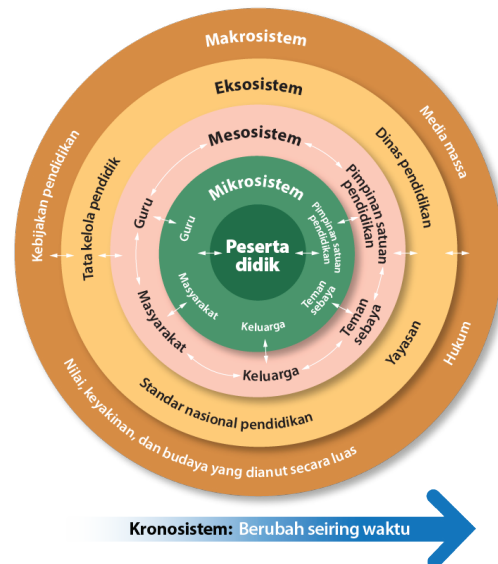 Makrosistem
Kebijakan pendidikan
Media massa
Hukum
Nilai, keyakinan, dan budaya yang dianut secara luas
Eksosistem
Tata kelola pendidik
Dinas pendidikan
Yayasan
Standar nasional pendidikan
Mesosistem
Guru
Pimpinan satuan
pendidikan
Masyarakat
Teman
sebaya
Keluarga
Mikrosistem
Guru
Pimpinan satuan
pendidikan
Masyarakat
Teman
sebaya
Keluarga
Peserta
didik
Kronosistem: Berubah seiring waktu